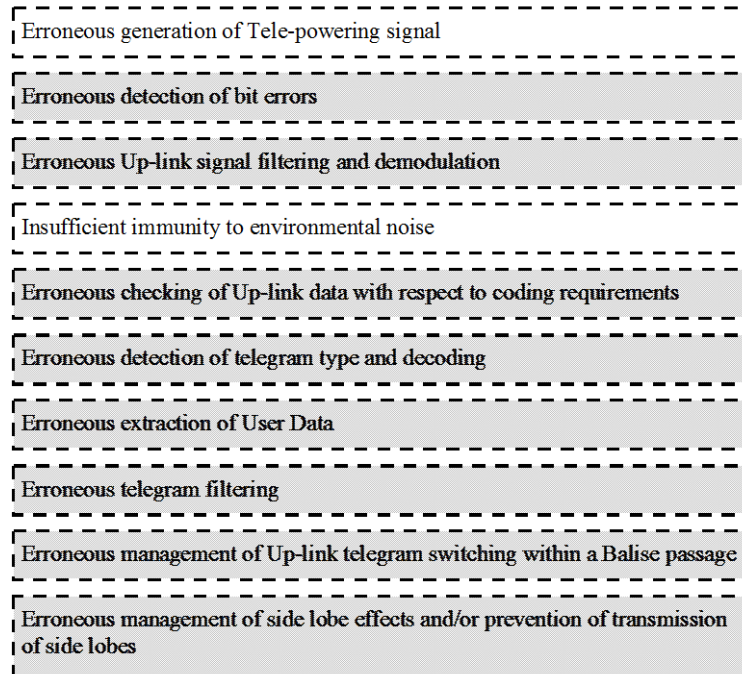 Erroneous generation of Tele-powering signal
Erroneous detection of bit errors
Erroneous Up-link signal filtering and demodulation
Insufficient immunity to environmental noise
Erroneous checking of Up-link data with respect to coding requirements
Erroneous detection of telegram type and decoding
Erroneous extraction of User Data
Erroneous telegram filtering
Erroneous management of Up-link telegram switching within a Balise passage
Erroneous management of side lobe effects and/or prevention of transmission
of side lobes